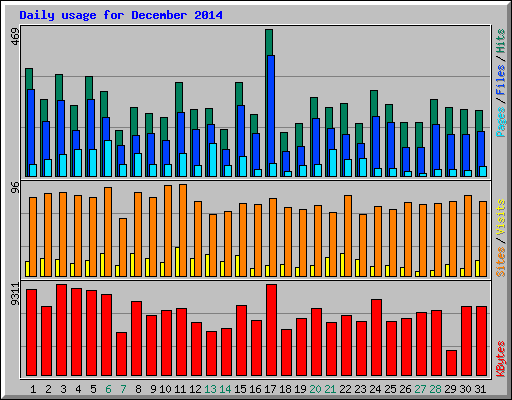 Daily usage for December 2014
469
Pages / Files / Hits
96
Sites / Visits
9311
KBytes
1 2 3 4 5 6 7 8 9 10 11 12 13 14 15 16 17 18 19 20 21 22 23 24 25 26 27 28 29 30 31